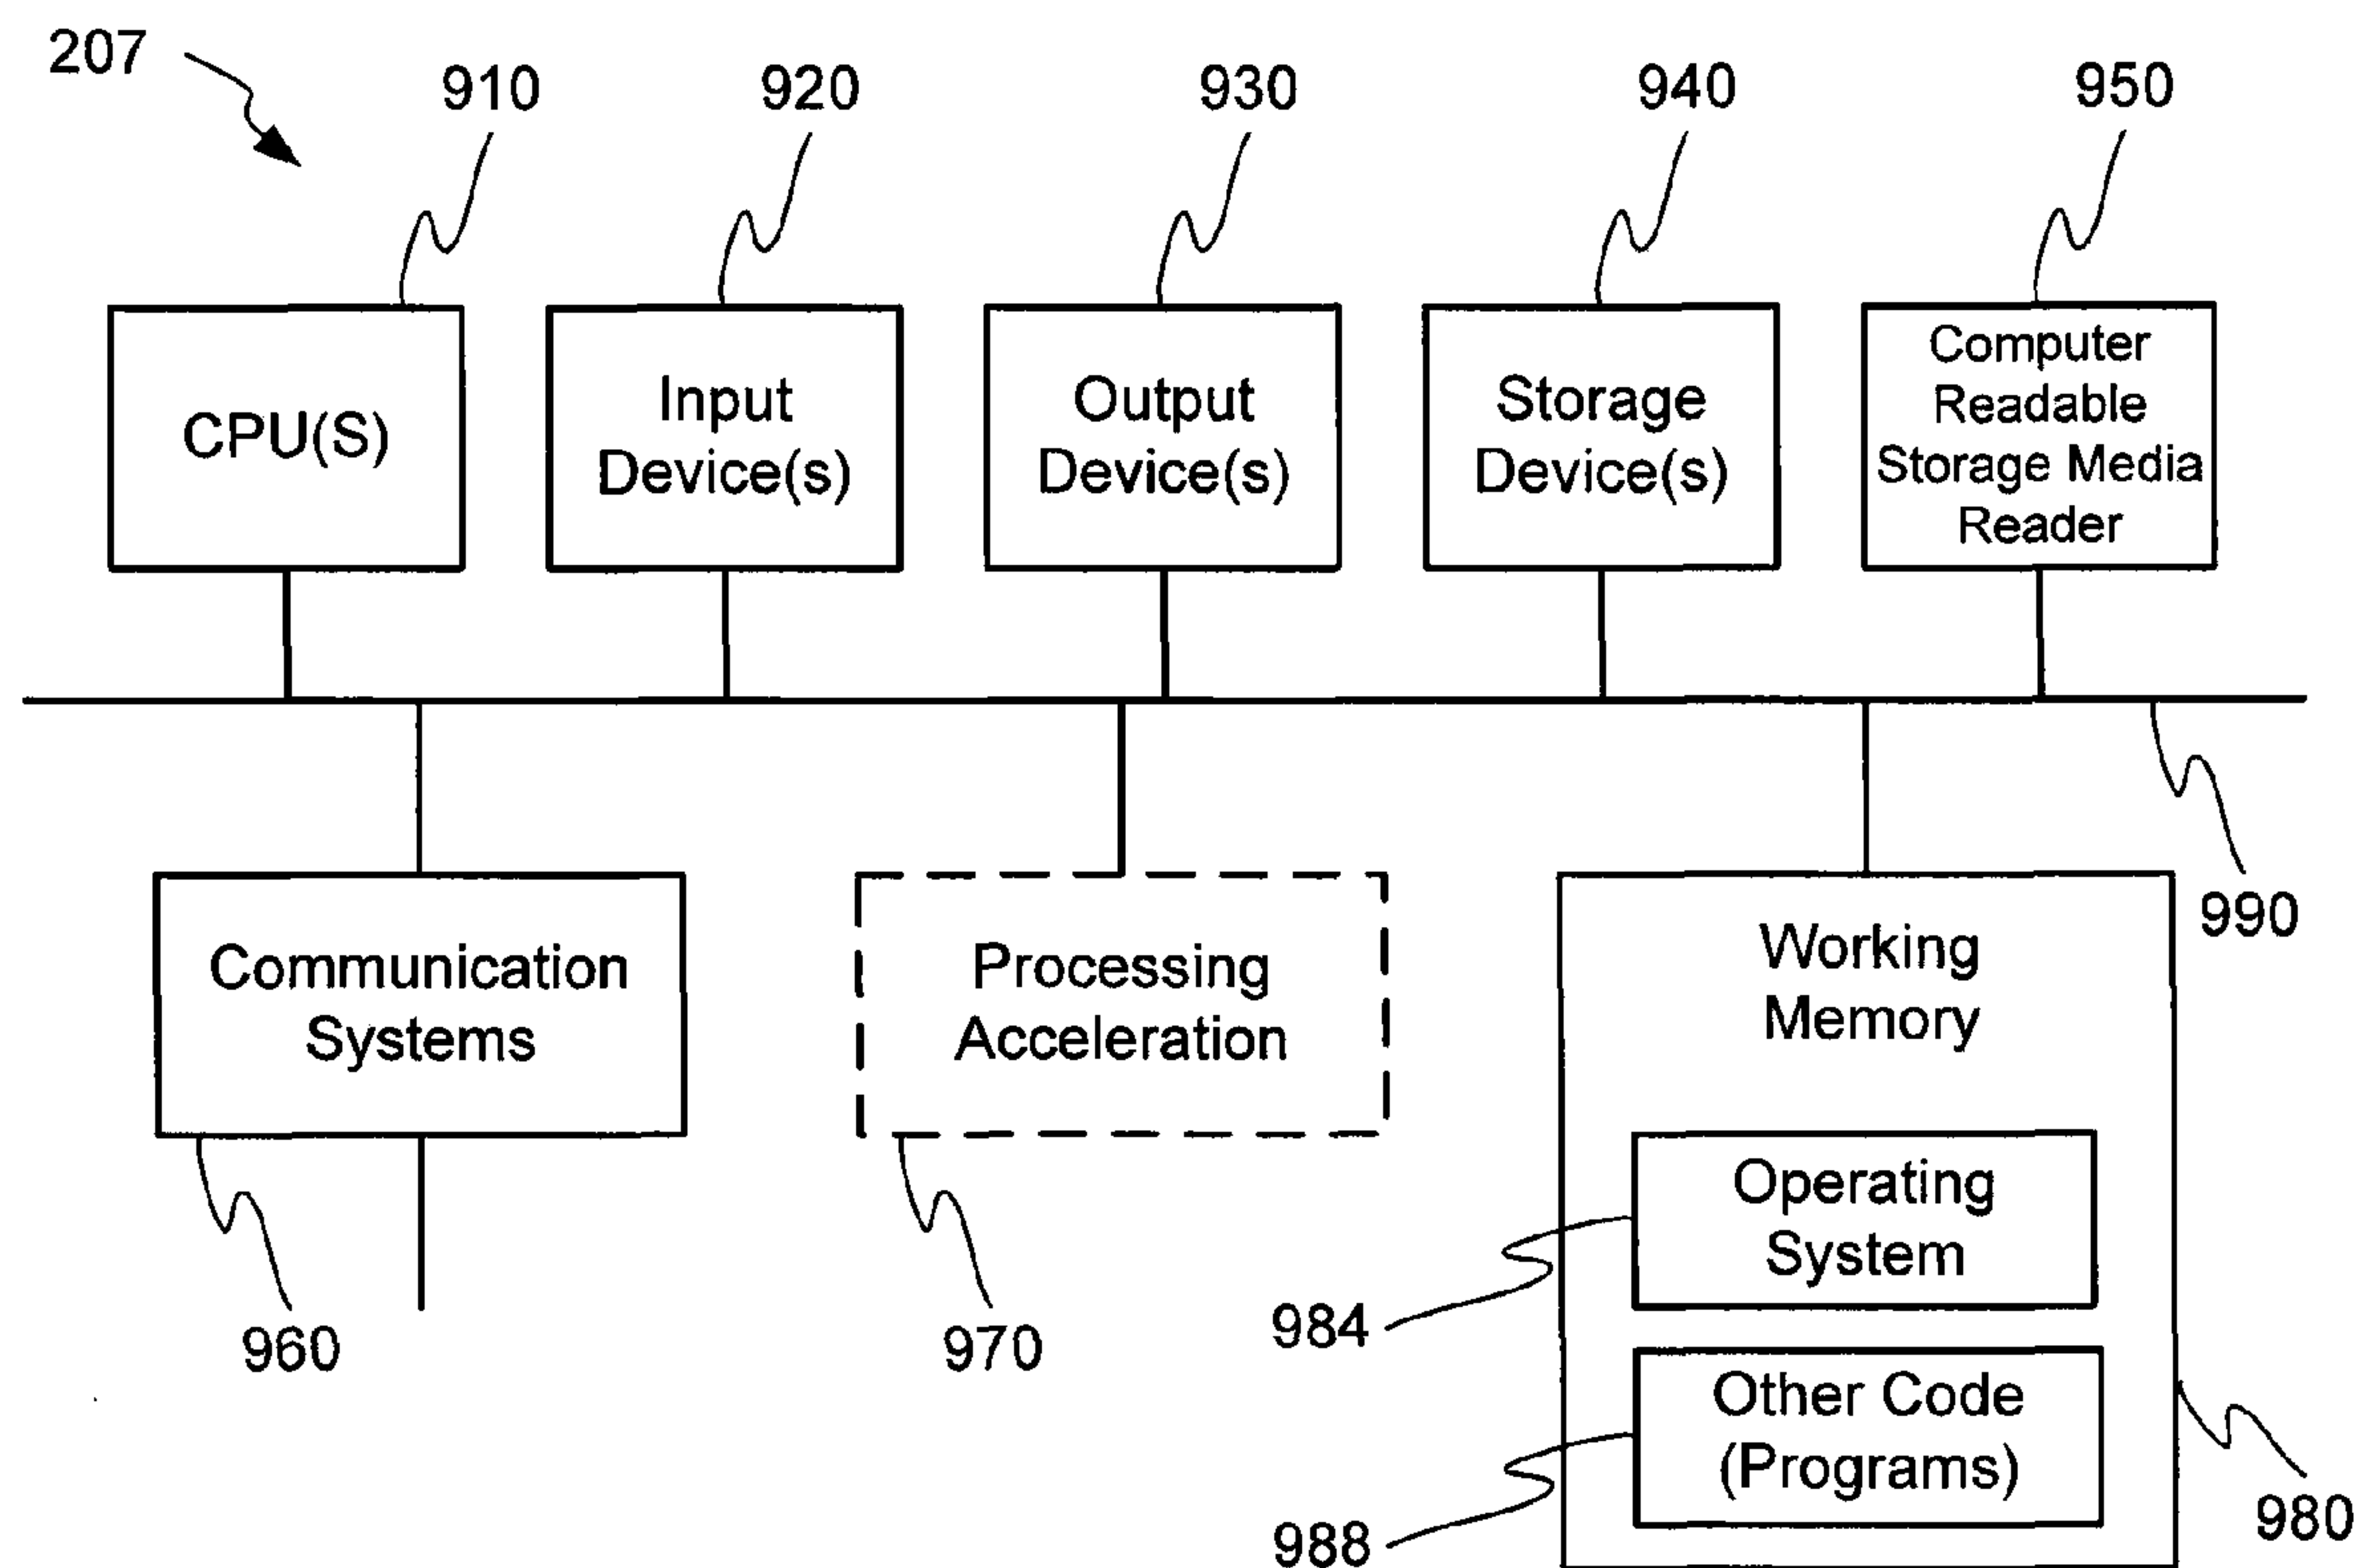 207
910
920
930
940
950
CPU(S)
Input
Device(s)
Output
Device(s)
Storage
Device(s)
Computer
Readable
Storage Media
Reader
990
Communication
Systems
Processing
Acceleration
Working
Memory
Operating
System
984
960
970
Other Code
(Programs)
988
980